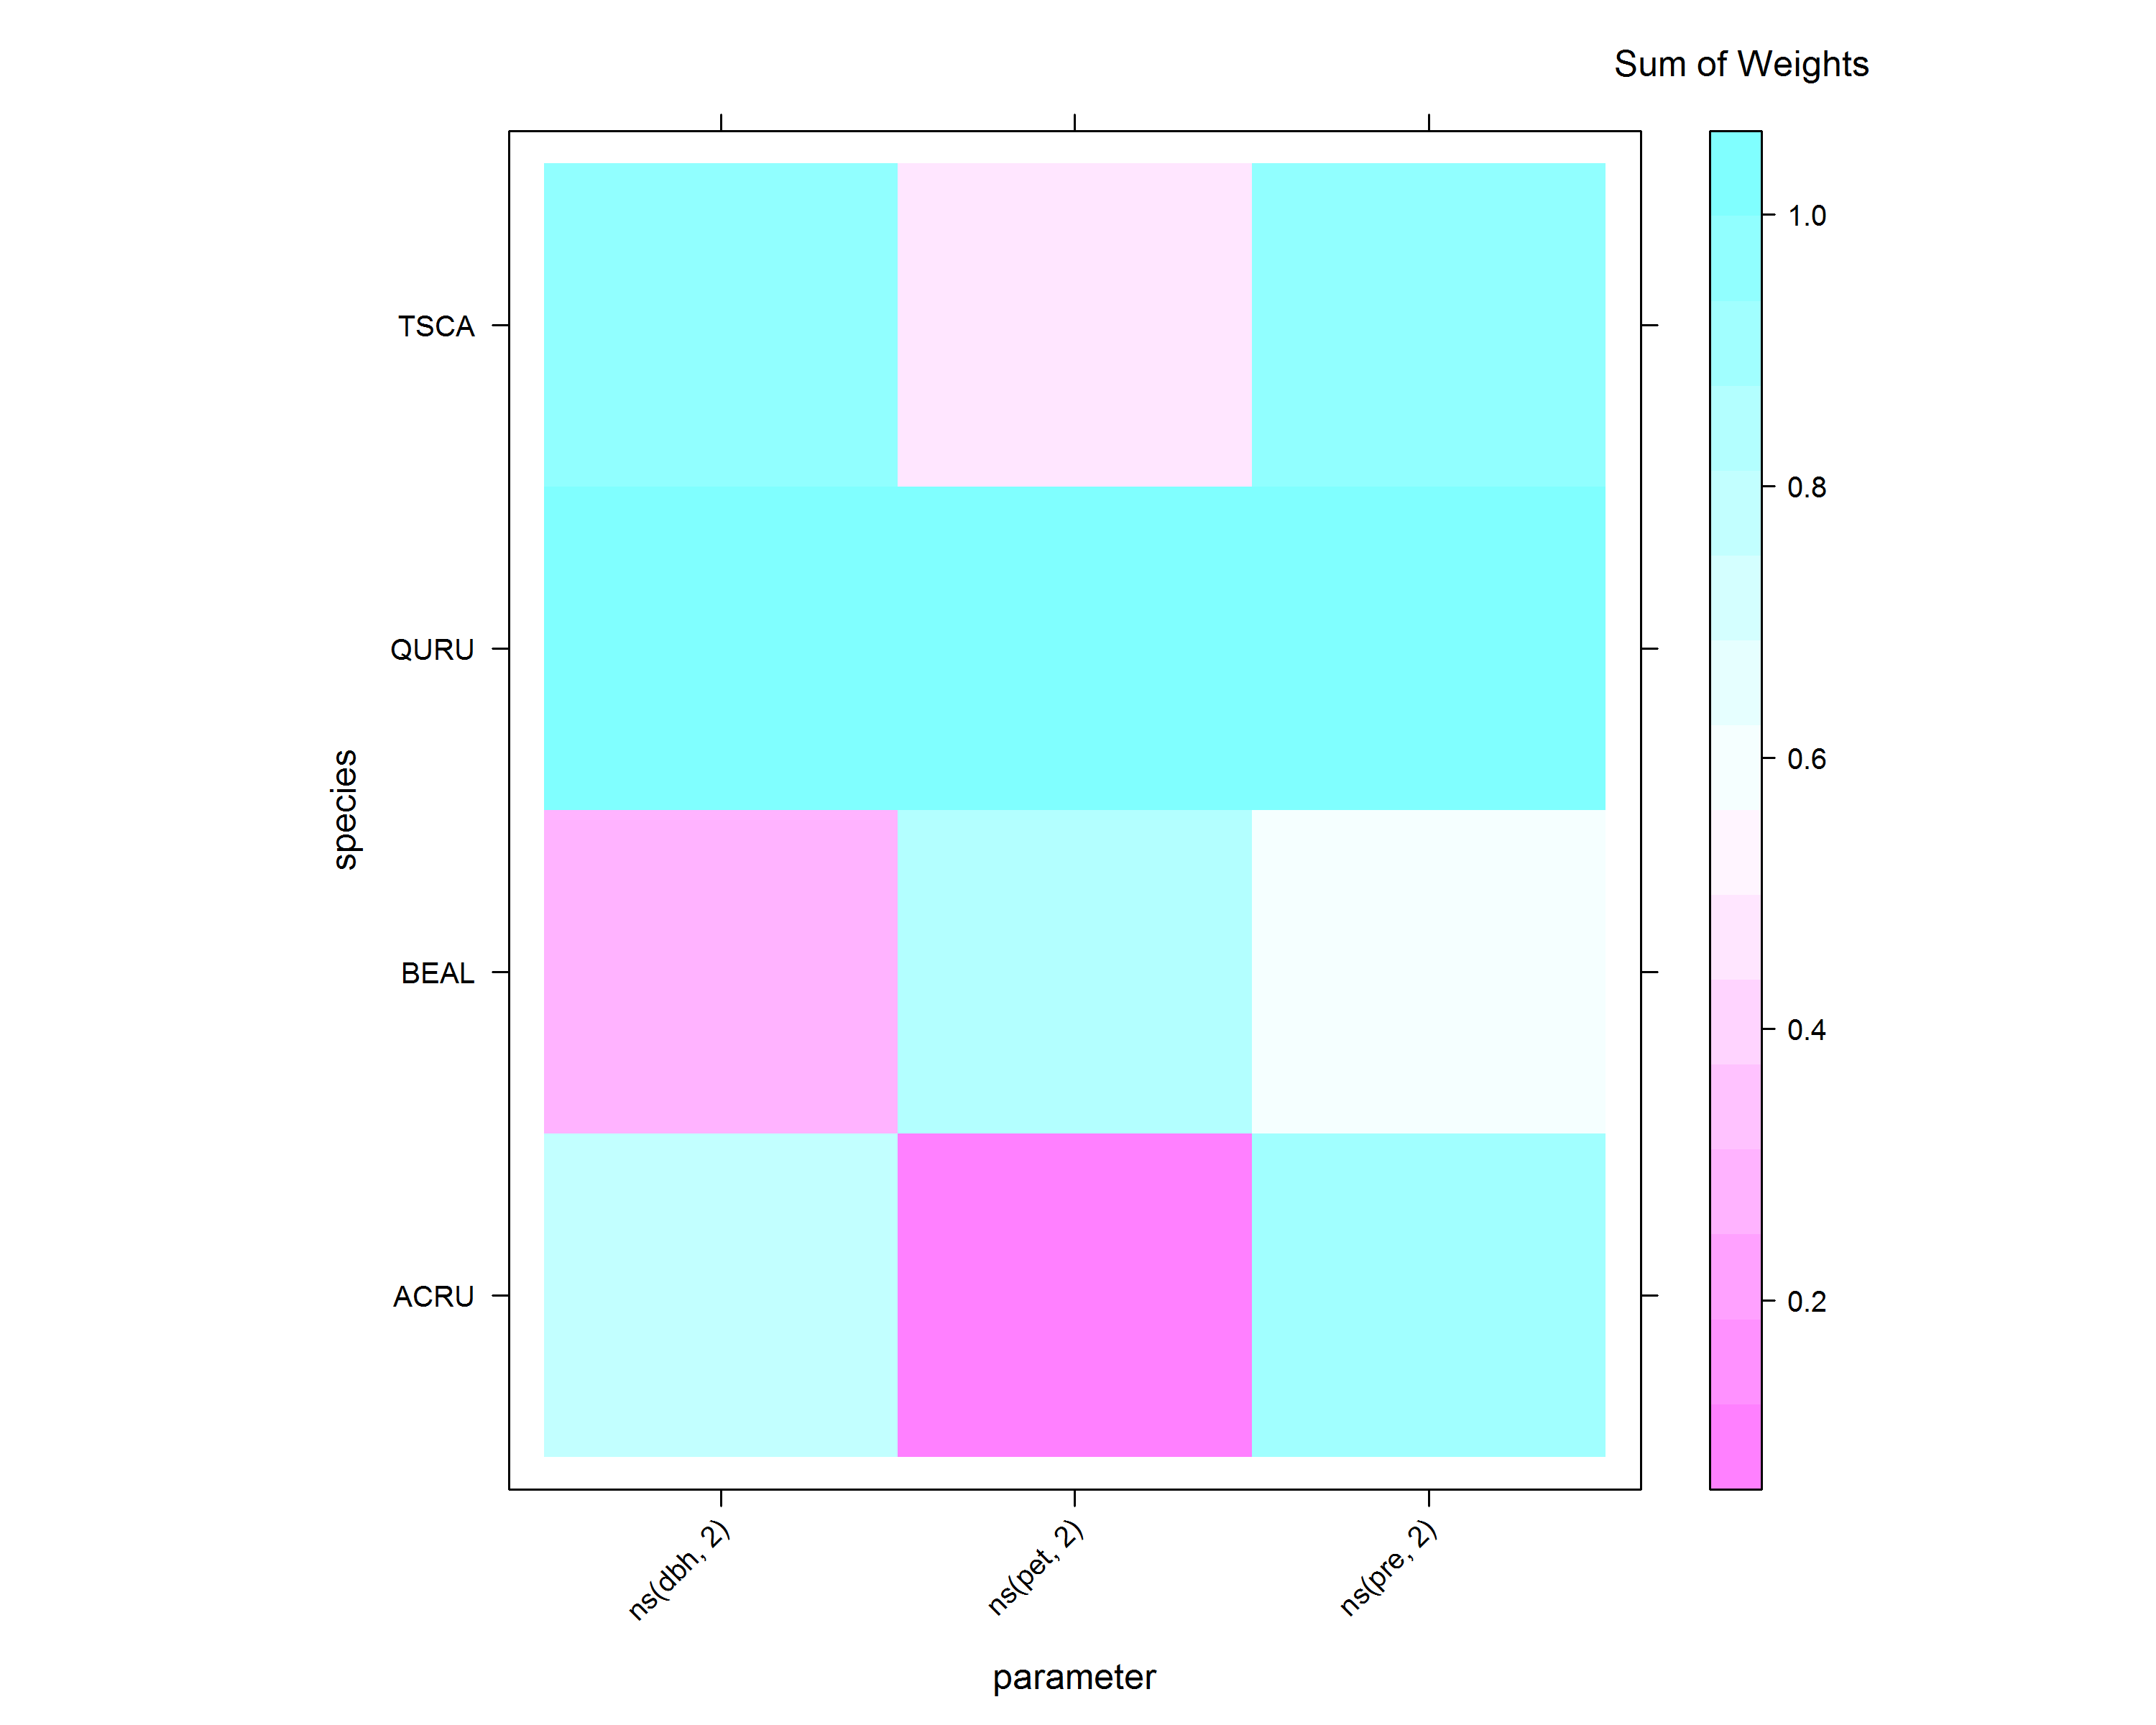 Sum of Weights
1.0
0.8
0.6
0.4
0.2
TSCA
QURU
BEAL
ACRU
species
ns(dbh, 2)
ns(pet, 2)
ns(pre, 2)
parameter